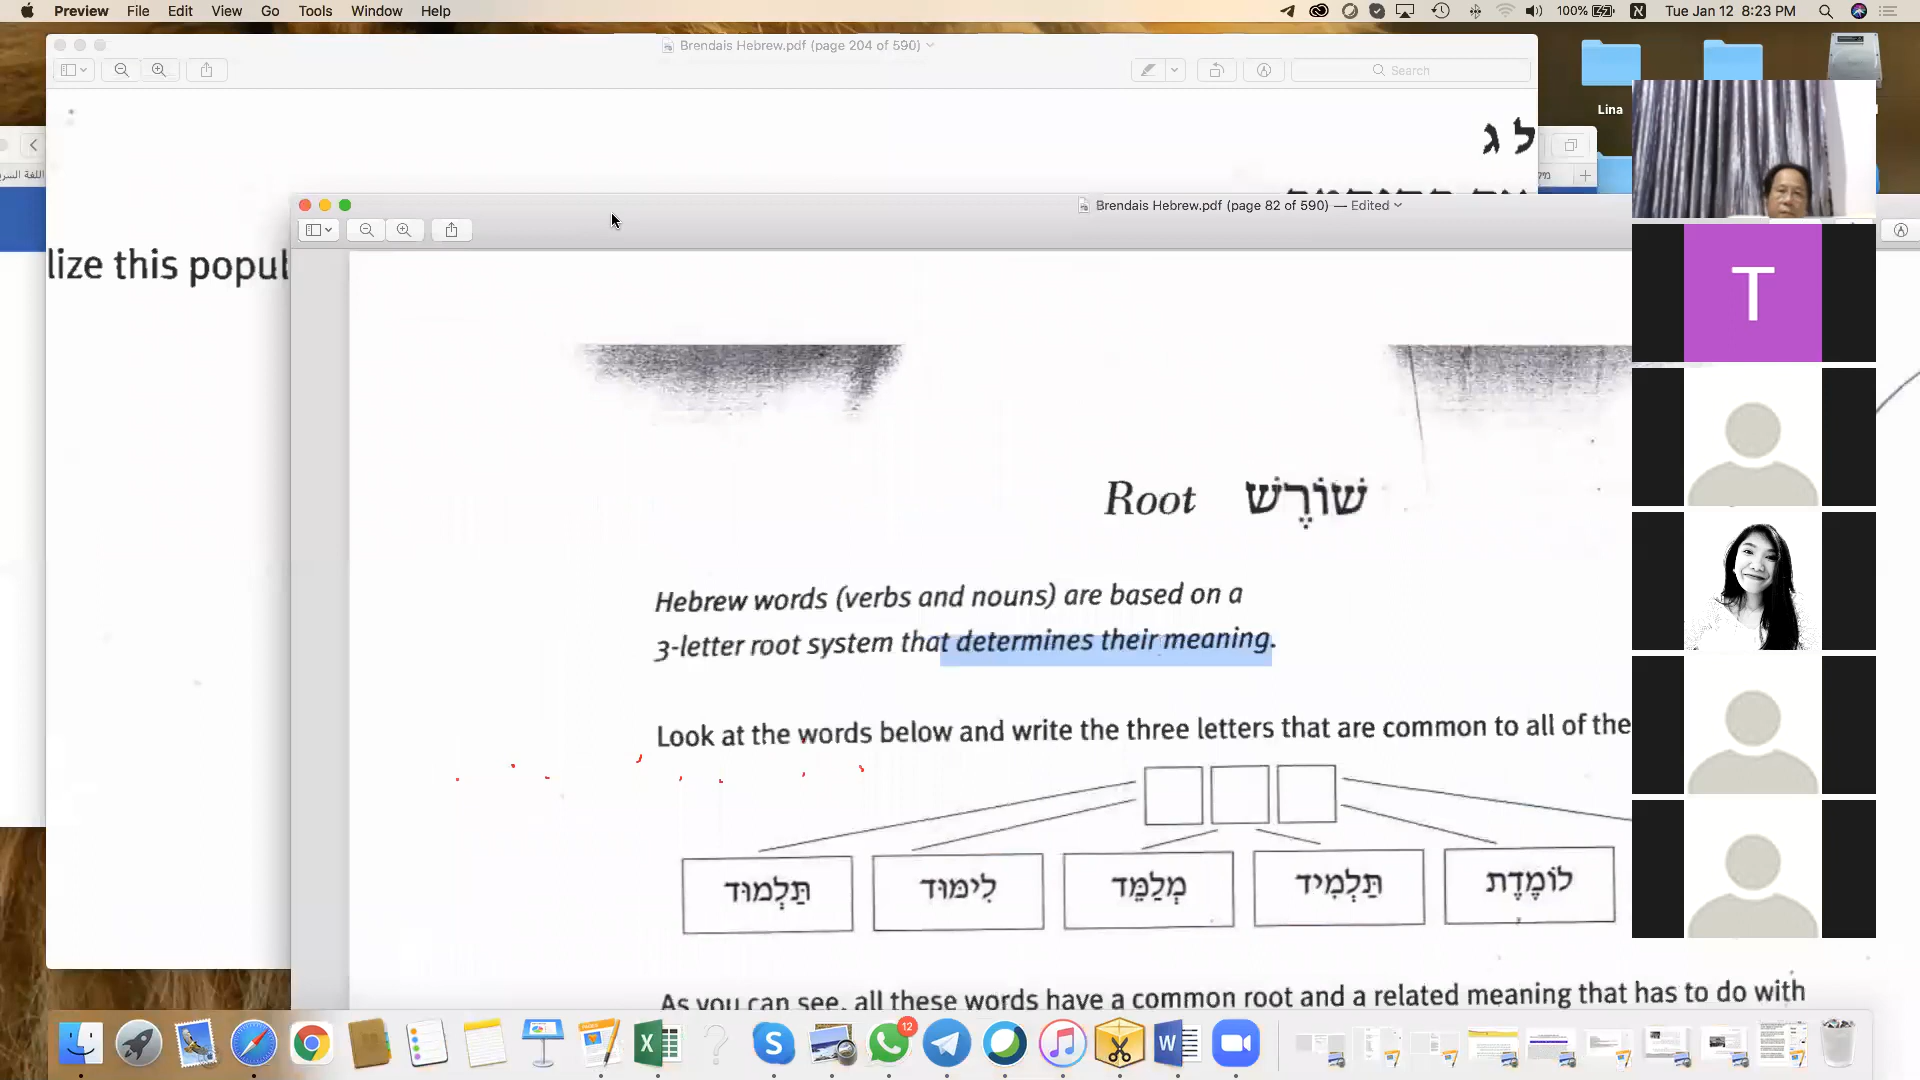 Preview File Edit View Go Tools Window Help
100% Tue Jan 12 8:23 PM
Brendais Hebrew.pdf (page 204 of 590)
Search
Lina
ל ג
اللغة
Brendais Hebrew.pdf (page 82 of 590) — Edited
lize this popul
T
Root שׁוֹרֶשׁ
Hebrew words (verbs and nouns) are based on a
3-letter root system that determines their meaning.
Look at the words below and write the three letters that are common to all of the
תַּלְמוּד לִימּוּד מְלַמֵּד תַּלְמִיד לוֹמֶדֶת
As you can see, all these words have a common root and a related meaning that has to do with
12